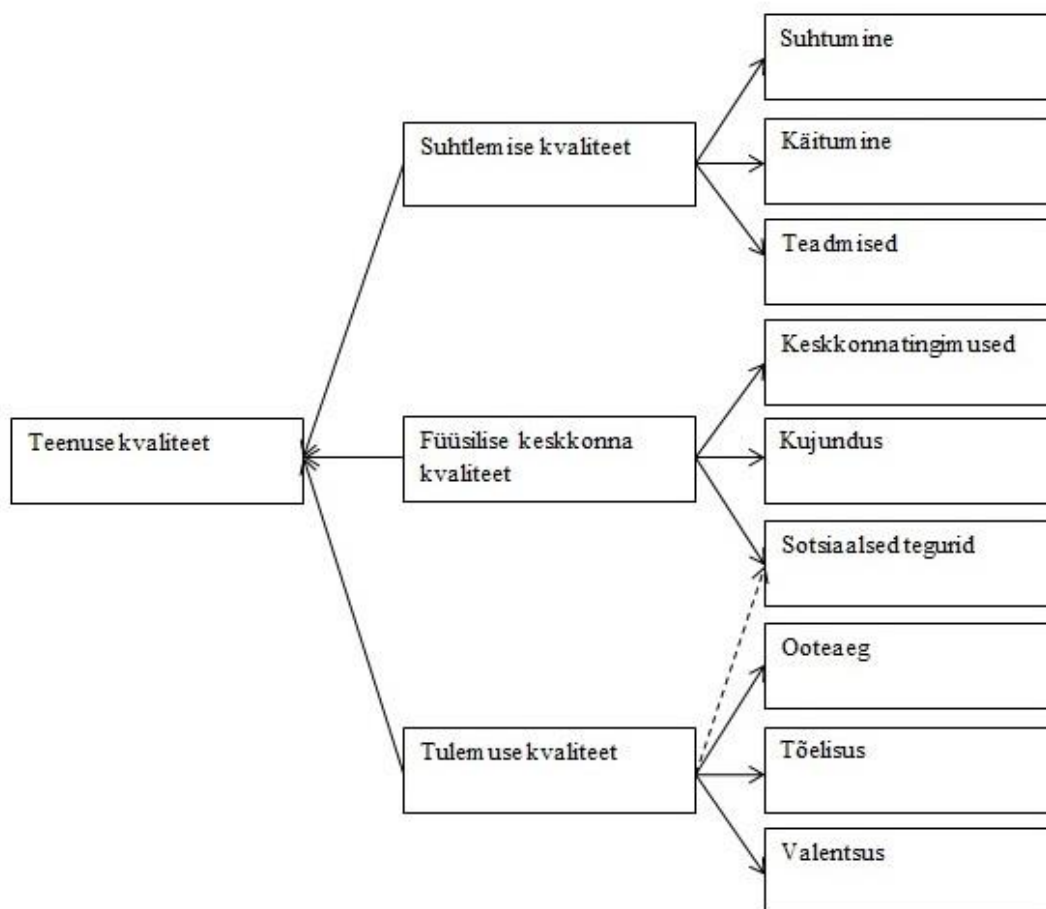 Suhtumine
Suhtlemise kvaliteet
Käitumine
Teadmised
Keskkonnatingimused
Teenuse kvaliteet
Füüsilise keskkonna
kvaliteet
Kujundus
Sotsiaalsed tegurid
Ooteaeg
Tulemuse kvaliteet
Tõelisus
Valentsus